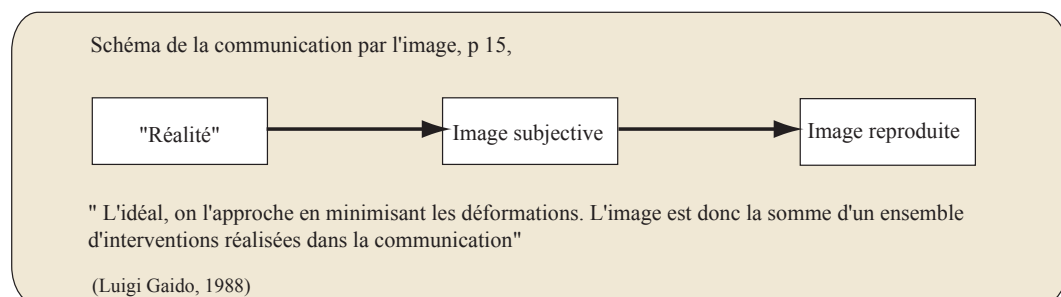 Schéma de la communication par l'image, p 15,
"Réalité"
Image subjective
Image reproduite
" L'idéal, on l'approche en minimisant les déformations. L'image est donc la somme d'un ensemble
d'interventions réalisées dans la communication"
(Luigi Gaido, 1988)